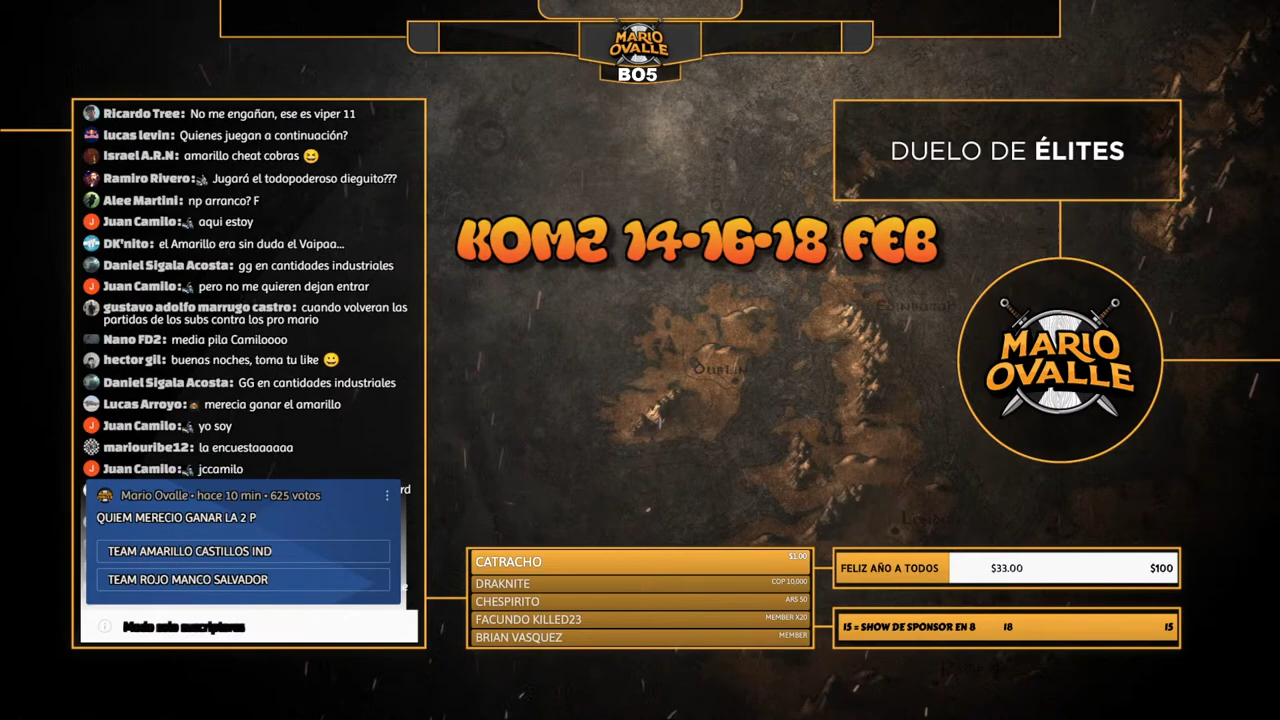 MARIO
OVALLE
BO5
Ricardo Tree: No me engañan, ese es viper 11
lucas levin: Quienes juegan a continuación?
Israel A.R.N: amarillo cheat cobras 😆
Ramiro Rivero: Jugará el todopoderoso dieguito???
Alee Martini: np arranco? F
Juan Camilo: aqui estoy
DK'nito: el Amarillo era sin duda el Vaipaa...
Daniel Sigala Acosta: gg en cantidades industriales
Juan Camilo: pero no me quieren dejan entrar
gustavo adolfo marrugo castro: cuando volveran las
partidas de los subs contra los pro mario
Nano FD2: media pila Camiloooo
hector gil: buenas noches, toma tu like 😀
Daniel Sigala Acosta: GG en cantidades industriales
Lucas Arroyo: merecia ganar el amarillo
Juan Camilo: yo soy
mariouribe12: la encuestaaaaaa
Juan Camilo: jccamilo
rd
Mario Ovalle • hace 10 min • 625 votos
QUIEM MERECIO GANAR LA 2 P
TEAM AMARILLO CASTILLOS IND
TEAM ROJO MANCO SALVADOR
Modo solo suscriptores
DUELO DE ÉLITES
KOM2 14•16•18 FEB
MARIO
OVALLE
EDINBURGH
DUBLIN
CATRACHO $1.00
DRAKNITE COP 10,000
CHESPIRITO ARS 50
FACUNDO KILLED23 MEMBER X20
BRIAN VASQUEZ MEMBER
FELIZ AÑO A TODOS $33.00 $100
15 = SHOW DE SPONSOR EN 8 18 15